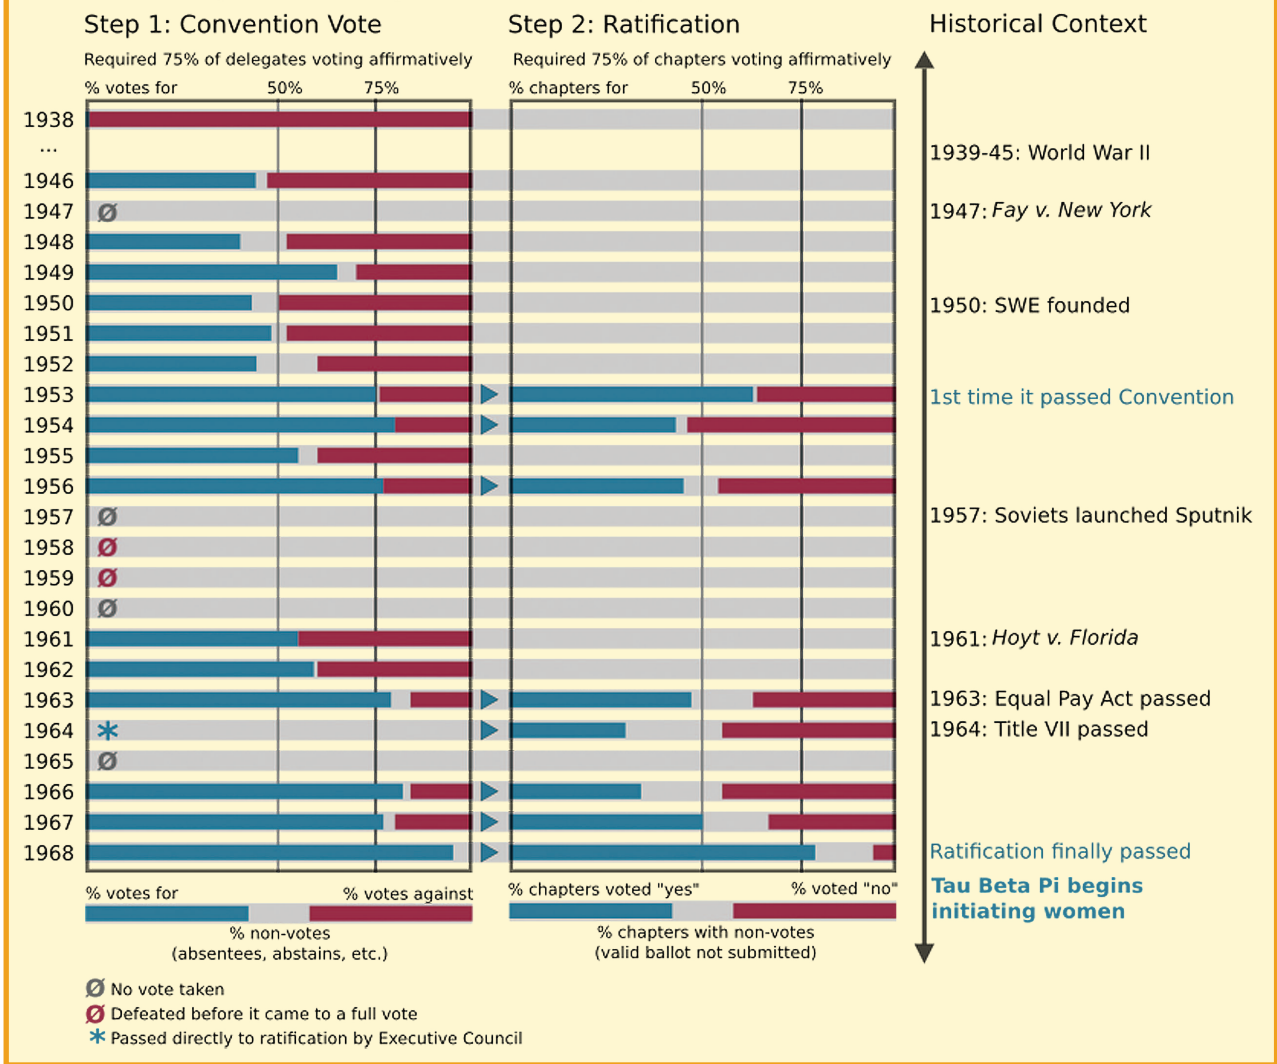 Step 1: Convention Vote
Step 2: Ratification
Historical Context
Required 75% of delegates voting affirmatively
Required 75% of chapters voting affirmatively
% votes for 50% 75%
% chapters for 50% 75%
1938
...
1939-45: World War II
1946
1947 Ø
1947: Fay v. New York
1948
1949
1950
1950: SWE founded
1951
1952
1953
1st time it passed Convention
1954
1955
1956
1957 Ø
1957: Soviets launched Sputnik
1958 Ø
1959 Ø
1960 Ø
1961
1961: Hoyt v. Florida
1962
1963
1963: Equal Pay Act passed
1964 *
1964: Title VII passed
1965 Ø
1966
1967
1968
Ratification finally passed
Tau Beta Pi begins
initiating women
% votes for % votes against
% non-votes
(absentees, abstains, etc.)
% chapters voted "yes" % voted "no"
% chapters with non-votes
(valid ballot not submitted)
Ø No vote taken
Ø Defeated before it came to a full vote
* Passed directly to ratification by Executive Council